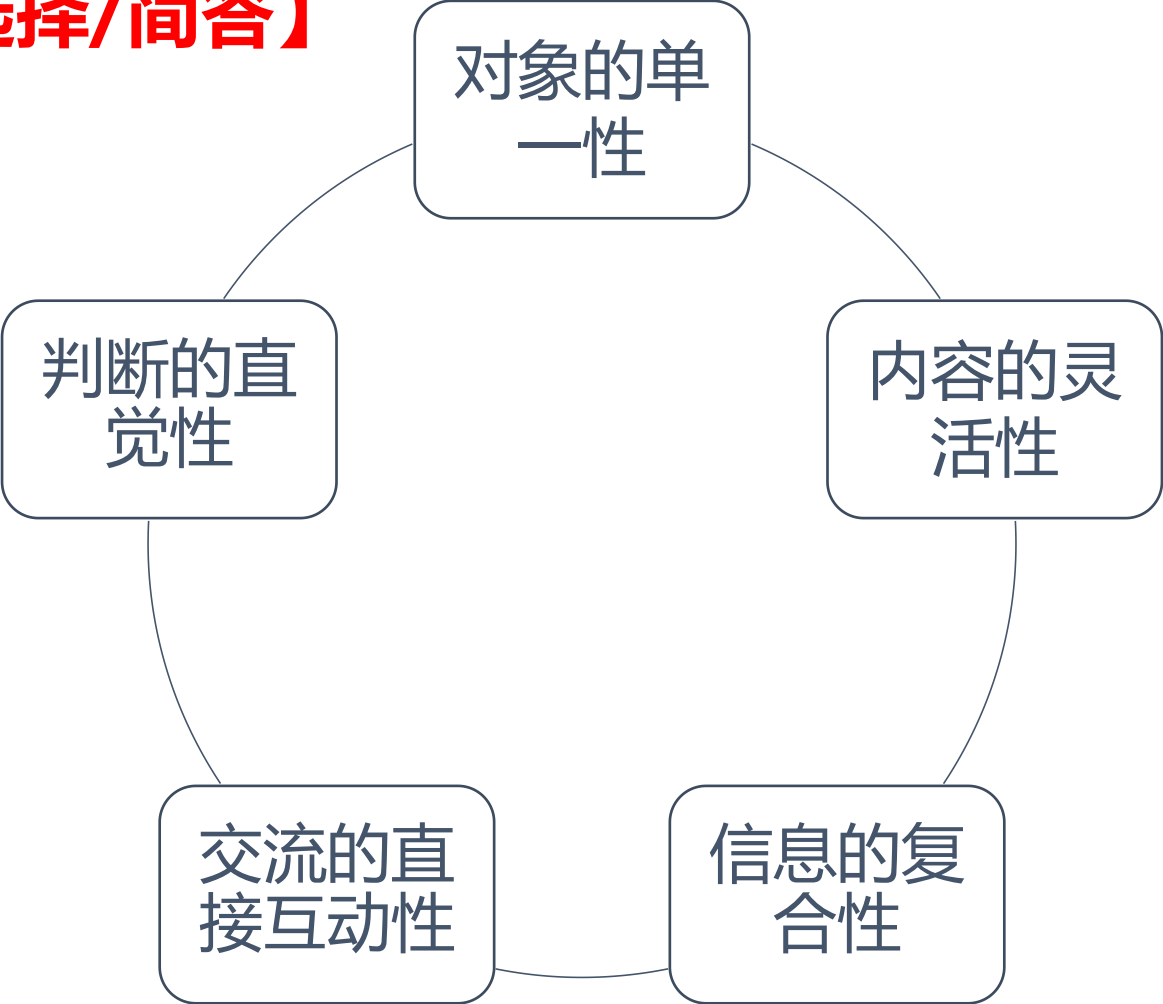 择/简答】
对象的单
一性
内容的灵
活性
信息的复
合性
交流的直
接互动性
判断的直
觉性